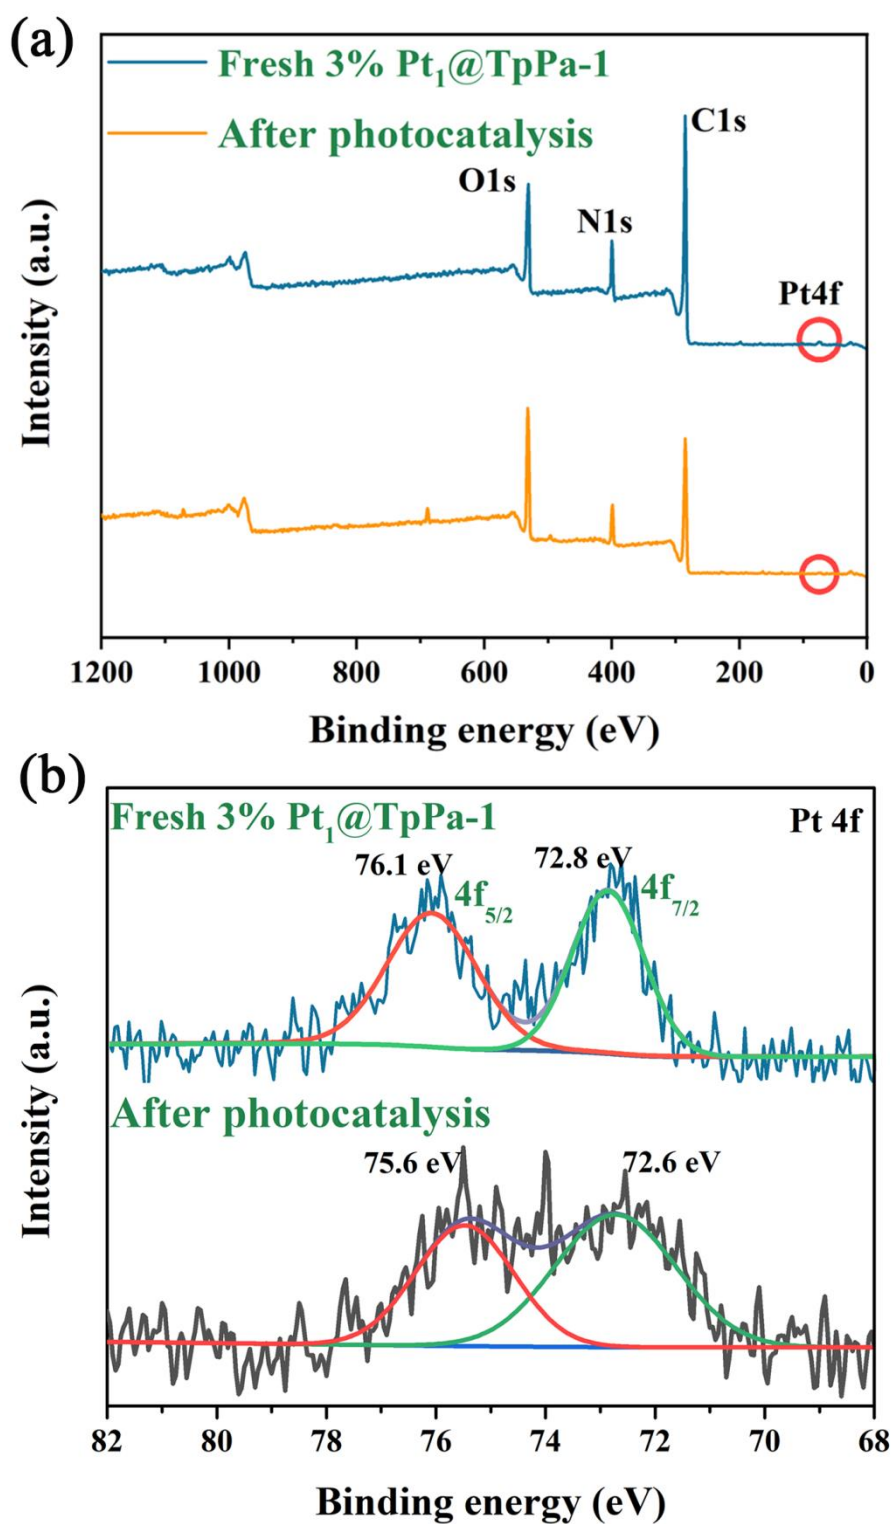 (a)
Fresh 3% Pt₁@TpPa-1
After photocatalysis
C1s
O1s
N1s
Pt4f
Intensity (a.u.)
1200 1000 800 600 400 200 0
Binding energy (eV)
(b)
Fresh 3% Pt₁@TpPa-1
Pt 4f
76.1 eV
72.8 eV
4f5/2
4f7/2
After photocatalysis
75.6 eV
72.6 eV
Intensity (a.u.)
82 80 78 76 74 72 70 68
Binding energy (eV)